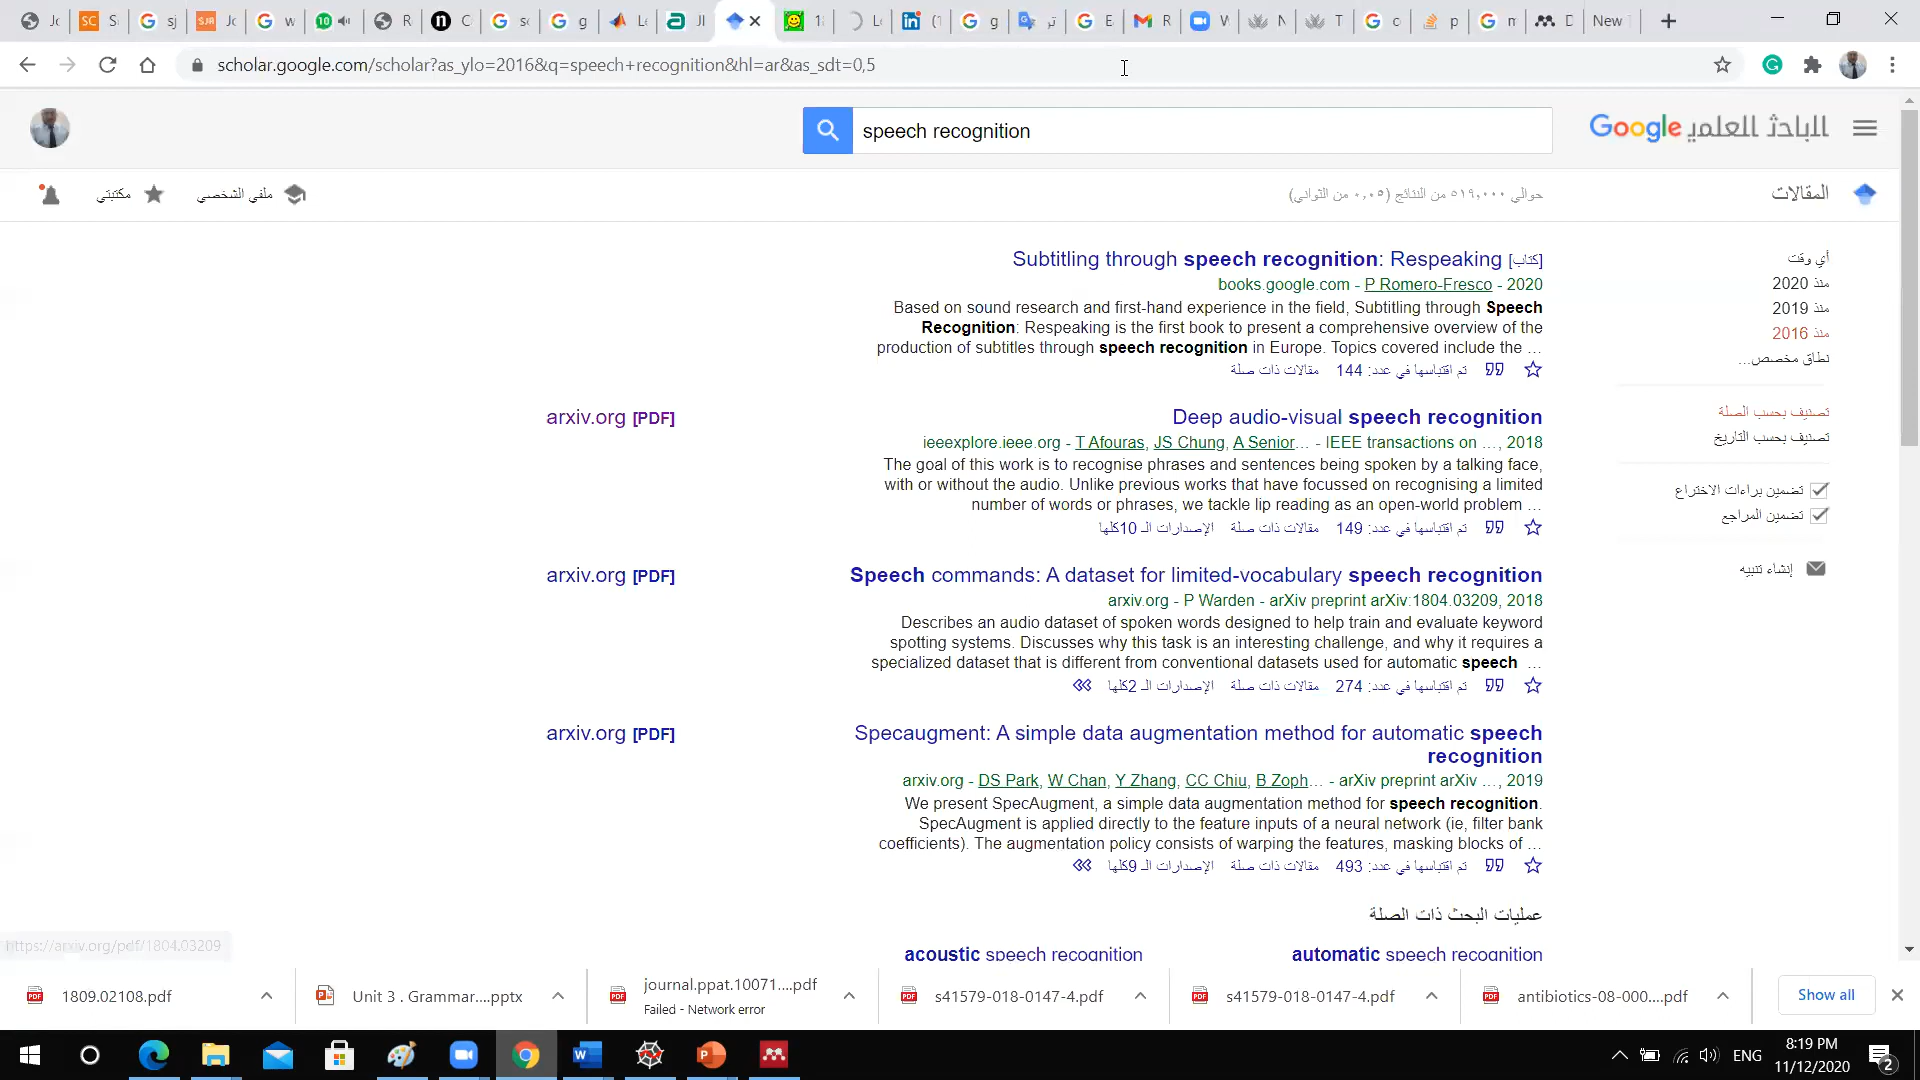 scholar.google.com/scholar?as_ylo=2016&q=speech+recognition&hl=ar&as_sdt=0,5
speech recognition
Google الباحث العلمي
المقالات
حوالي ٥١٩,٠٠٠ من النتائج (٠,٠٥ من الثواني)
ملفي الشخصي
مكتبتي
أي وقت
منذ 2020
منذ 2019
منذ 2016
نطاق مخصص...
تصنيف بحسب الصلة
تصنيف بحسب التاريخ
تضمين براءات الاختراع
تضمين المراجع
إنشاء تنبيه
Subtitling through speech recognition: Respeaking [كتاب]
books.google.com - P Romero-Fresco - 2020
Based on sound research and first-hand experience in the field, Subtitling through Speech
Recognition: Respeaking is the first book to present a comprehensive overview of the
production of subtitles through speech recognition in Europe. Topics covered include the …
تم اقتباسها في عدد: 144 مقالات ذات صلة
arxiv.org [PDF]
Deep audio-visual speech recognition
ieeexplore.ieee.org - T Afouras, JS Chung, A Senior… - IEEE transactions on …, 2018
The goal of this work is to recognise phrases and sentences being spoken by a talking face,
with or without the audio. Unlike previous works that have focussed on recognising a limited
number of words or phrases, we tackle lip reading as an open-world problem …
تم اقتباسها في عدد: 149 مقالات ذات صلة الإصدارات الـ 10كلها
arxiv.org [PDF]
Speech commands: A dataset for limited-vocabulary speech recognition
arxiv.org - P Warden - arXiv preprint arXiv:1804.03209, 2018
Describes an audio dataset of spoken words designed to help train and evaluate keyword
spotting systems. Discusses why this task is an interesting challenge, and why it requires a
specialized dataset that is different from conventional datasets used for automatic speech …
تم اقتباسها في عدد: 274 مقالات ذات صلة الإصدارات الـ 2كلها
arxiv.org [PDF]
Specaugment: A simple data augmentation method for automatic speech
recognition
arxiv.org - DS Park, W Chan, Y Zhang, CC Chiu, B Zoph… - arXiv preprint arXiv …, 2019
We present SpecAugment, a simple data augmentation method for speech recognition.
SpecAugment is applied directly to the feature inputs of a neural network (ie, filter bank
coefficients). The augmentation policy consists of warping the features, masking blocks of …
تم اقتباسها في عدد: 493 مقالات ذات صلة الإصدارات الـ 9كلها
عمليات البحث ذات الصلة
acoustic speech recognition
automatic speech recognition
https://arxiv.org/pdf/1804.03209
1809.02108.pdf
Unit 3 . Grammar....pptx
journal.ppat.10071....pdf
Failed - Network error
s41579-018-0147-4.pdf
s41579-018-0147-4.pdf
antibiotics-08-000....pdf
Show all
ENG
8:19 PM
11/12/2020
2